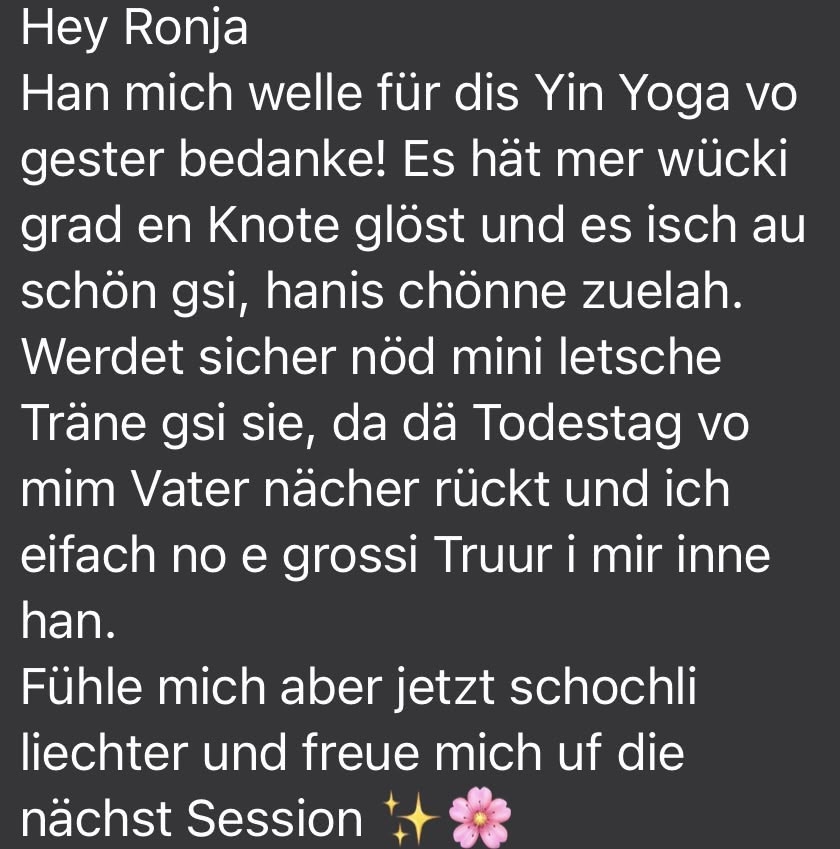 Hey Ronja
Han mich welle für dis Yin Yoga vo
gester bedanke! Es hät mer wücki
grad en Knote glöst und es isch au
schön gsi, hanis chönne zuelah.
Werdet sicher nöd mini letsche
Träne gsi sie, da dä Todestag vo
mim Vater nächer rückt und ich
eifach no e grossi Truur i mir inne
han.
Fühle mich aber jetzt schochli
liechter und freue mich uf die
nächst Session ✨🌸